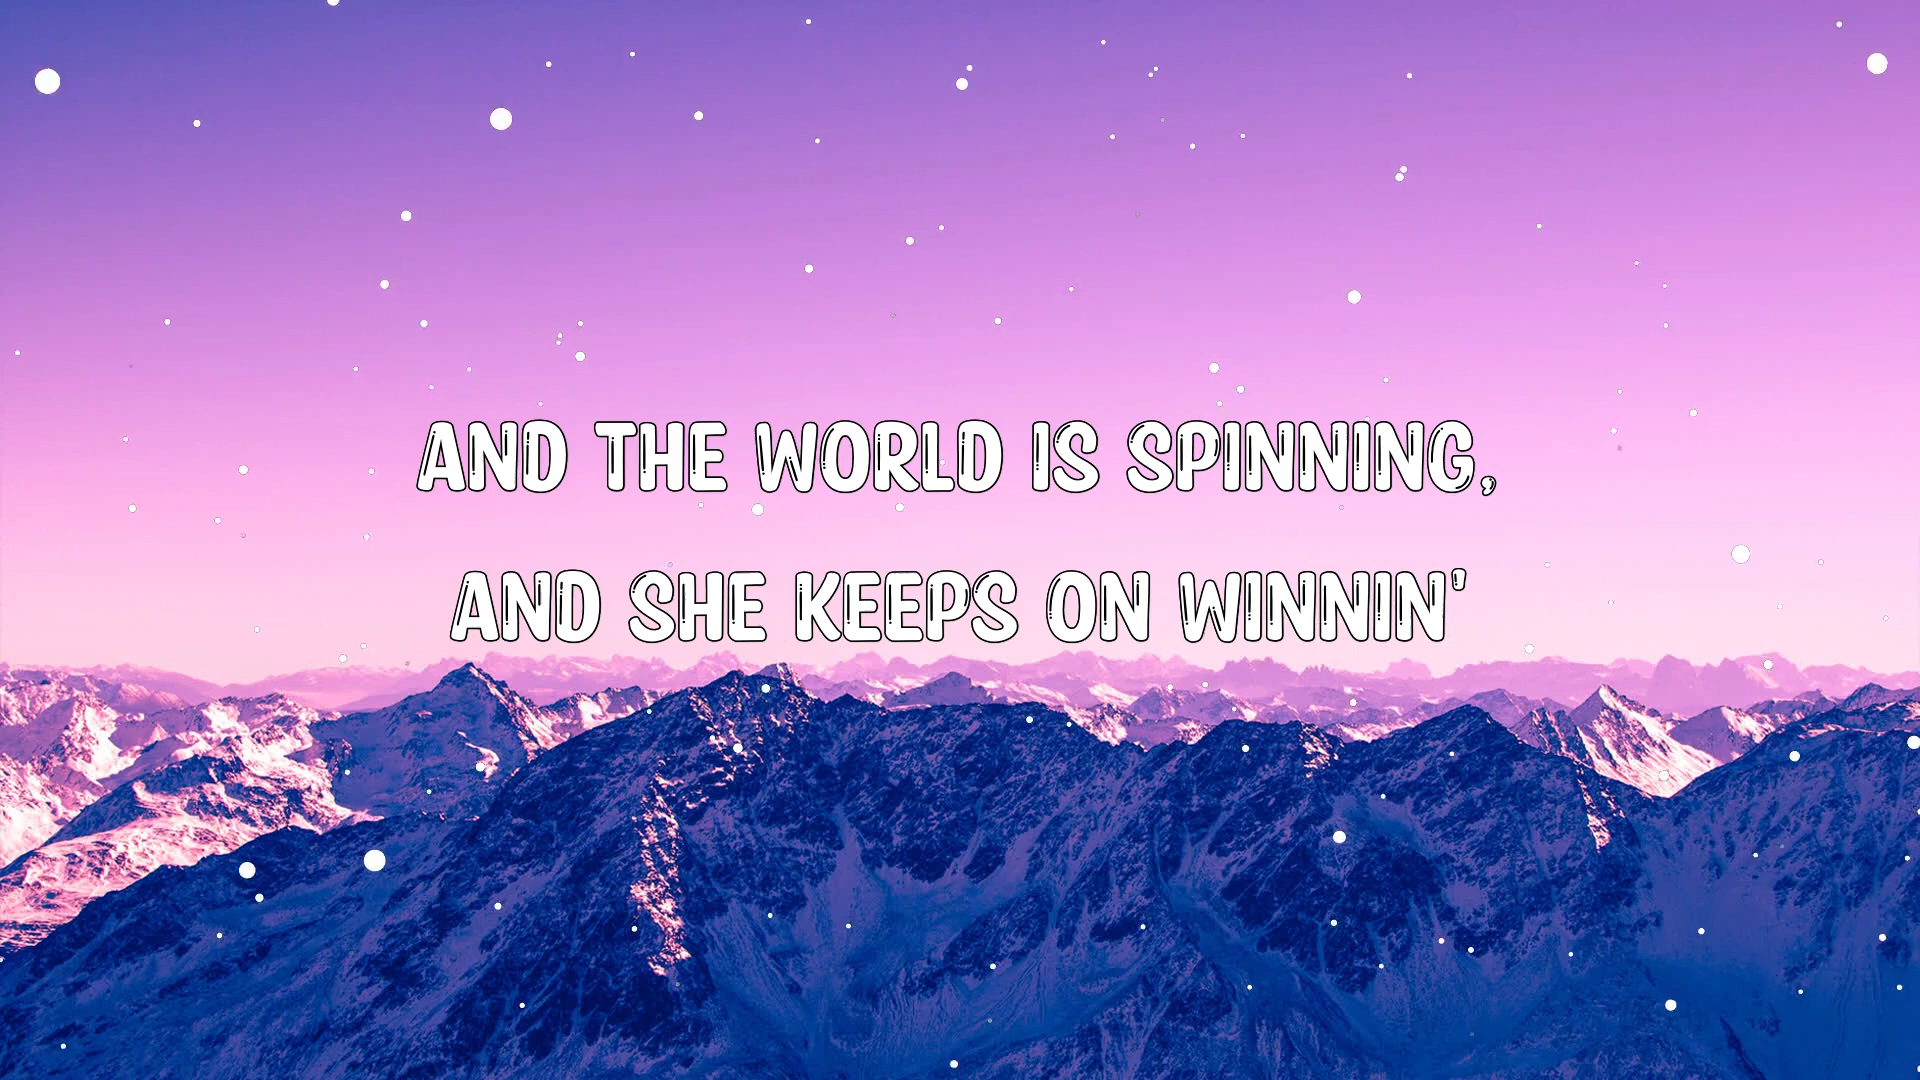 AND THE WORLD IS SPINNING,
AND SHE KEEPS ON WINNIN'